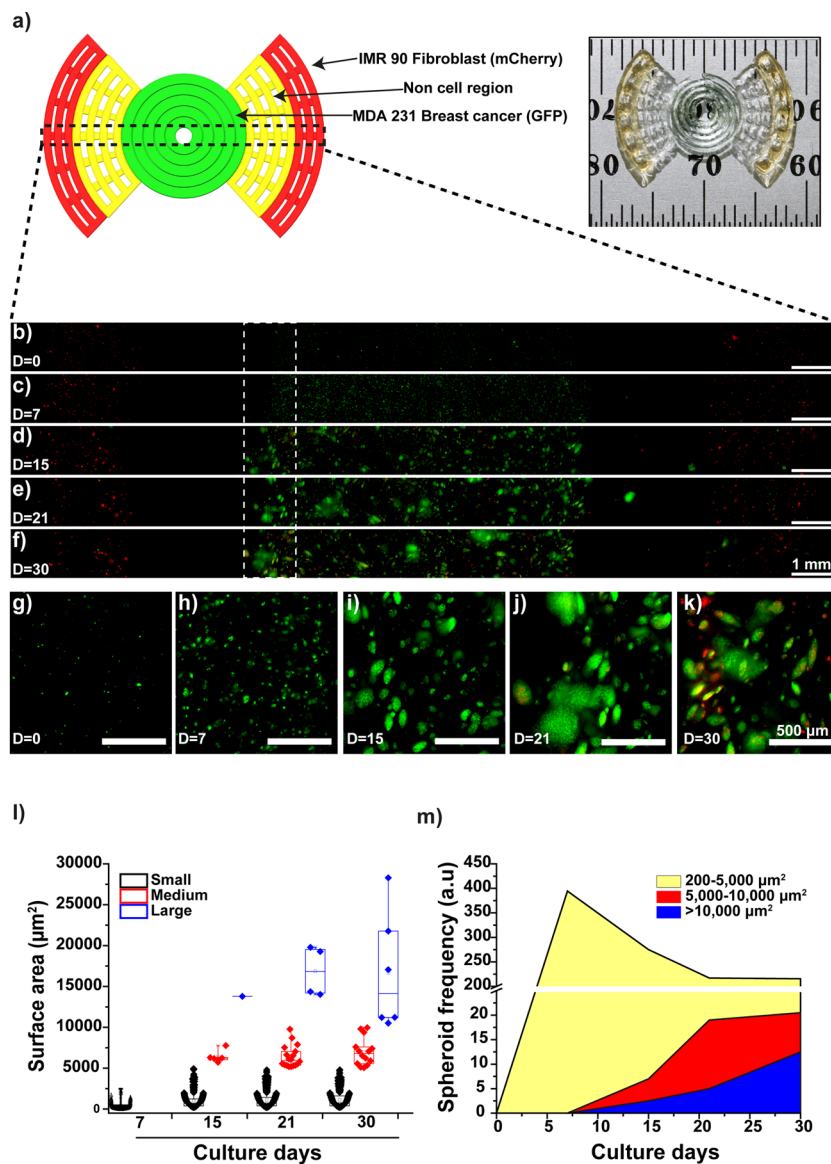 a)
IMR 90 Fibroblast (mCherry)
Non cell region
MDA 231 Breast cancer (GFP)
70
80
70
90
60
b)
D=0
c)
D=7
d)
D=15
e)
D=21
f)
D=30
1 mm
g)
D=0
h)
D=7
i)
D=15
j)
D=21
k)
D=30
500 μm
l)
Surface area (μm²)
30000
25000
20000
15000
10000
5000
0
Small
Medium
Large
7 15 21 30
Culture days
m)
Spheroid frequency (a.u)
450
400
350
300
250
200
20
15
10
5
0
200-5,000 μm²
5,000-10,000 μm²
>10,000 μm²
0 5 10 15 20 25 30
Culture days